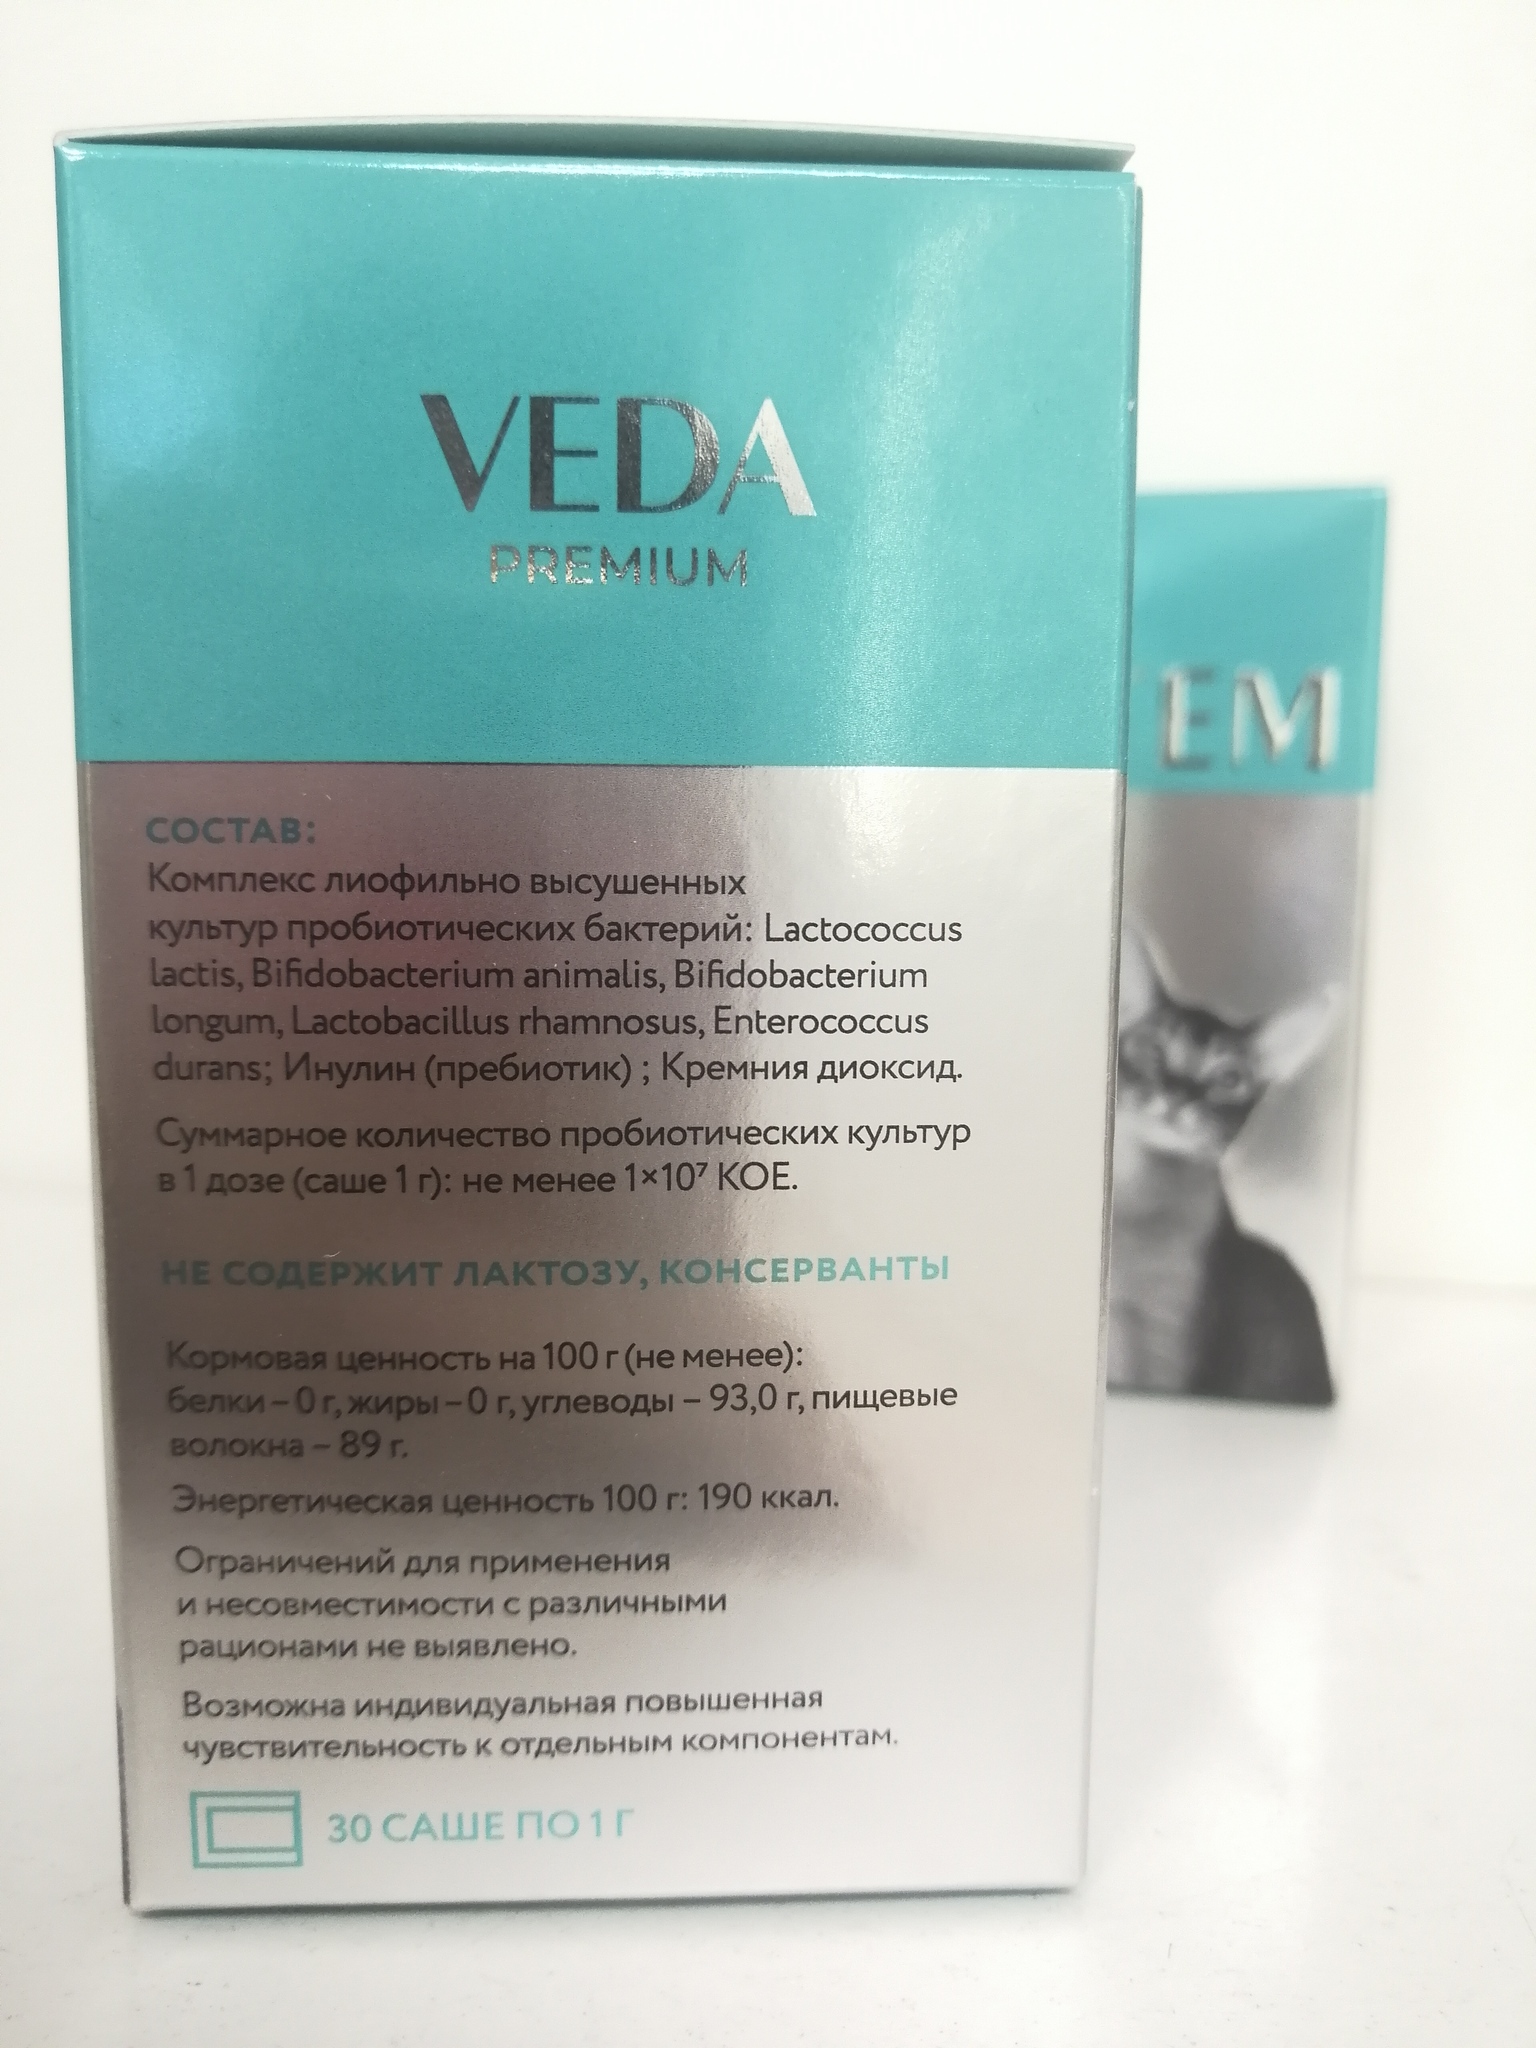 VEDA
PREMIUM
СОСТАВ:
Комплекс лиофильно высушенных
культур пробиотических бактерий: Lactococcus
lactis, Bifidobacterium animalis, Bifidobacterium
longum, Lactobacillus rhamnosus, Enterococcus
durans; Инулин (пребиотик) ; Кремния диоксид.
Суммарное количество пробиотических культур
в 1 дозе (саше 1 г): не менее 1×10⁷ КОЕ.
НЕ СОДЕРЖИТ ЛАКТОЗУ, КОНСЕРВАНТЫ
Кормовая ценность на 100 г (не менее):
белки – 0 г, жиры – 0 г, углеводы – 93,0 г, пищевые
волокна – 89 г.
Энергетическая ценность 100 г: 190 ккал.
Ограничений для применения
и несовместимости с различными
рационами не выявлено.
Возможна индивидуальная повышенная
чувствительность к отдельным компонентам.
30 САШЕ ПО 1 Г
ЕМ